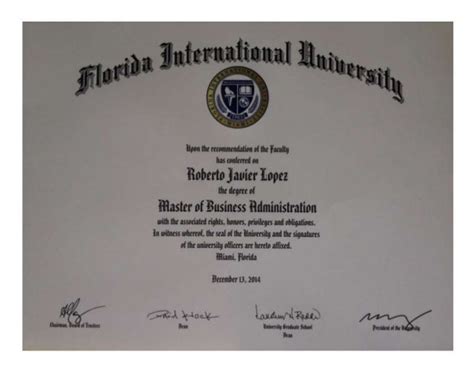 Florida International University
Upon the recommendation of the Faculty
has conferred on
Roberto Javier Lopez
the degree of
Master of Business Administration
with the associated rights, honors, privileges and obligations.
In witness whereof, the seal of the University and the signatures
of the university officers are hereto affixed.
Miami, Florida
December 13, 2014
Chairman, Board of Trustees
Dean
University Graduate School
Dean
President of the University